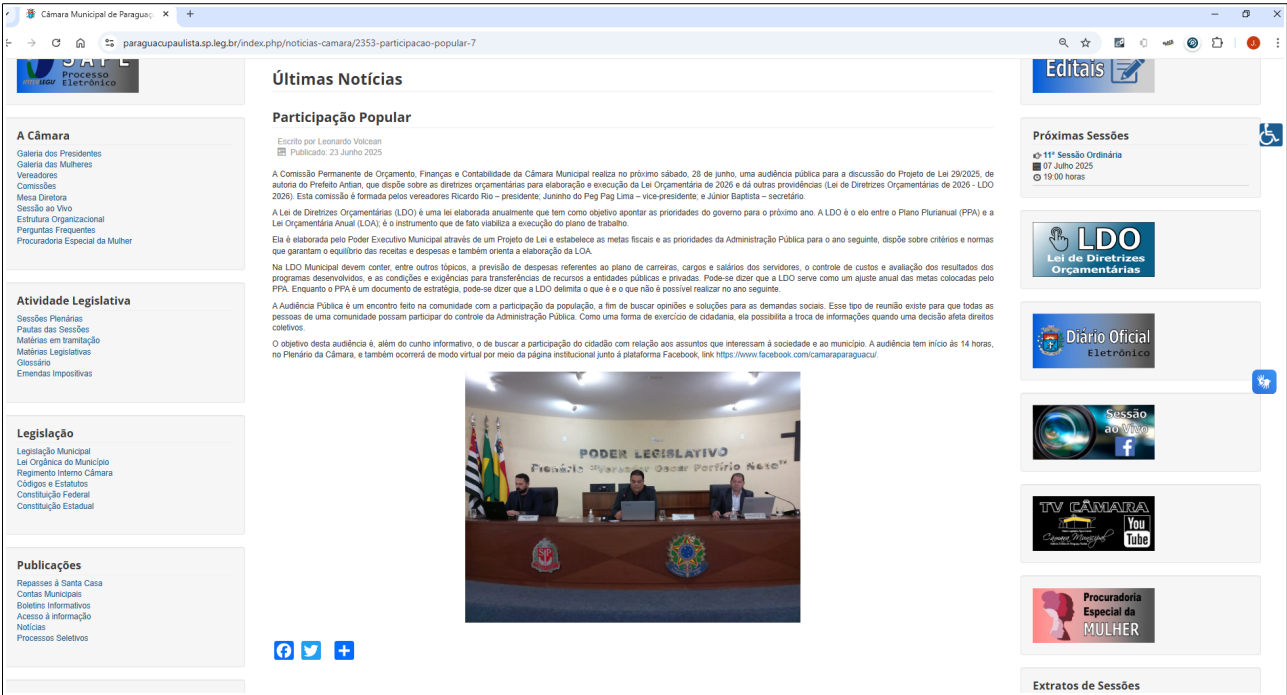 Câmara Municipal de Paraguaç
paraguacupaulista.sp.leg.br/index.php/noticias-camara/2353-participacao-popular-7
SAPL
Processo
Eletrônico
A Câmara
Galeria dos Presidentes
Galeria das Mulheres
Vereadores
Comissões
Mesa Diretora
Sessão ao Vivo
Estrutura Organizacional
Perguntas Frequentes
Procuradoria Especial da Mulher
Atividade Legislativa
Sessões Plenárias
Pautas das Sessões
Matérias em tramitação
Matérias Legislativas
Glossário
Emendas Impositivas
Legislação
Legislação Municipal
Lei Orgânica do Município
Regimento Interno Câmara
Códigos e Estatutos
Constituição Federal
Constituição Estadual
Publicações
Repasses á Santa Casa
Contas Municipais
Boletins Informativos
Acesso à informação
Notícias
Processos Seletivos
Últimas Notícias
Participação Popular
Escrito por Leonardo Volcean
Publicado: 23 Junho 2025
A Comissão Permanente de Orçamento, Finanças e Contabilidade da Câmara Municipal realiza no próximo sábado, 28 de junho, uma audiência pública para a discussão do Projeto de Lei 29/2025, de
autoria do Prefeito Antian, que dispõe sobre as diretrizes orçamentárias para elaboração e execução da Lei Orçamentária de 2026 e dá outras providências (Lei de Diretrizes Orçamentárias de 2026 - LDO
2026). Esta comissão é formada pelos vereadores Ricardo Rio – presidente; Juninho do Peg Pag Lima – vice-presidente; e Júnior Baptista – secretário.
A Lei de Diretrizes Orçamentárias (LDO) é uma lei elaborada anualmente que tem como objetivo apontar as prioridades do governo para o próximo ano. A LDO é o elo entre o Plano Plurianual (PPA) e a
Lei Orçamentária Anual (LOA); é o instrumento que de fato viabiliza a execução do plano de trabalho.
Ela é elaborada pelo Poder Executivo Municipal através de um Projeto de Lei e estabelece as metas fiscais e as prioridades da Administração Pública para o ano seguinte, dispõe sobre critérios e normas
que garantam o equilíbrio das receitas e despesas e também orienta a elaboração da LOA.
Na LDO Municipal devem conter, entre outros tópicos, a previsão de despesas referentes ao plano de carreiras, cargos e salários dos servidores, o controle de custos e avaliação dos resultados dos
programas desenvolvidos, e as condições e exigências para transferências de recursos a entidades públicas e privadas. Pode-se dizer que a LDO serve como um ajuste anual das metas colocadas pelo
PPA. Enquanto o PPA é um documento de estratégia, pode-se dizer que a LDO delimita o que é e o que não é possível realizar no ano seguinte.
A Audiência Pública é um encontro feito na comunidade com a participação da população, a fim de buscar opiniões e soluções para as demandas sociais. Esse tipo de reunião existe para que todas as
pessoas de uma comunidade possam participar do controle da Administração Pública. Como uma forma de exercício de cidadania, ela possibilita a troca de informações quando uma decisão afeta direitos
coletivos.
O objetivo desta audiência é, além do cunho informativo, o de buscar a participação do cidadão com relação aos assuntos que interessam à sociedade e ao município. A audiência tem início às 14 horas,
no Plenário da Câmara, e também ocorrerá de modo virtual por meio da página institucional junto à plataforma Facebook, link https://www.facebook.com/camaraparaguacu/.
PODER LEGISLATIVO
Plenário "Vereador Oscar Porfírio Neto"
Editais
Próximas Sessões
11ª Sessão Ordinária
07 Julho 2025
19:00 horas
LDO
Lei de Diretrizes
Orçamentárias
Diário Oficial
Eletrônico
Sessão
ao Vivo
TV CÂMARA
Câmara Municipal
You
Tube
Procuradoria
Especial da
MULHER
Extratos de Sessões